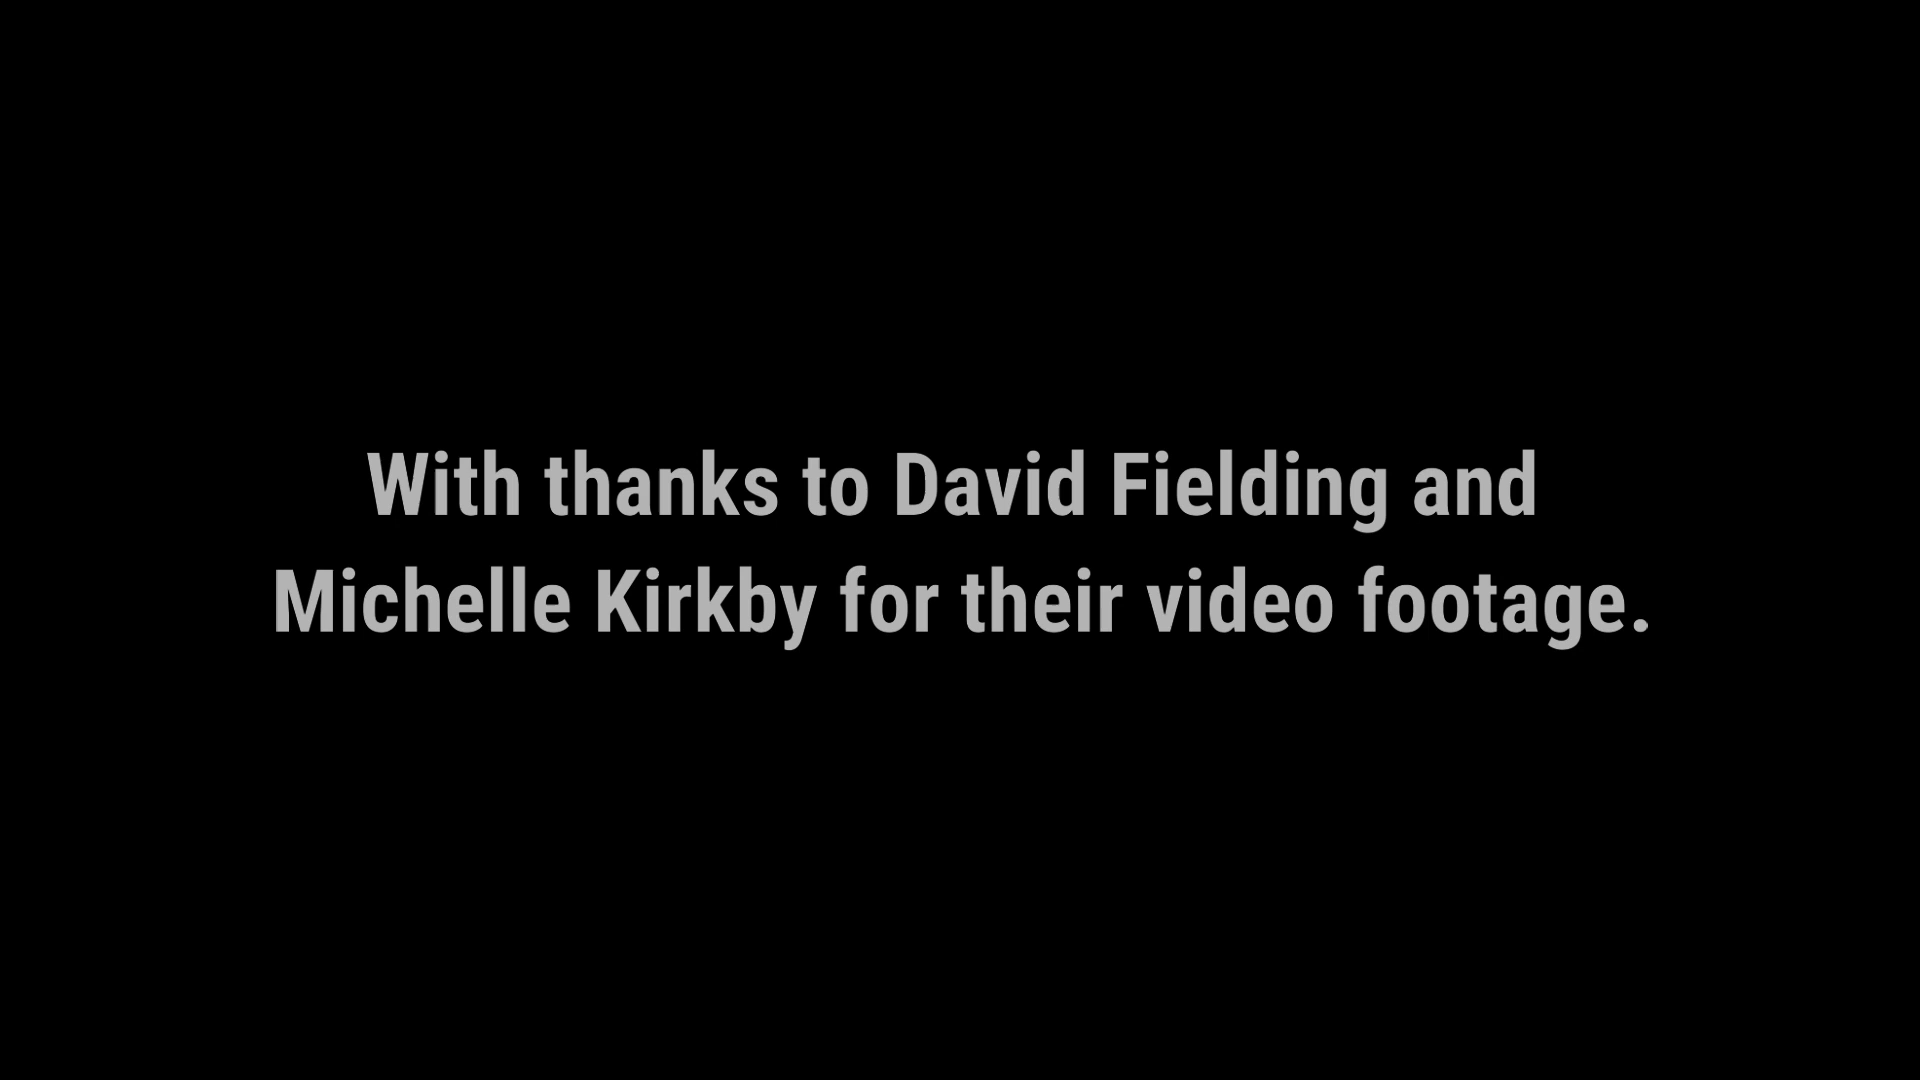 With thanks to David Fielding and
Michelle Kirkby for their video footage.